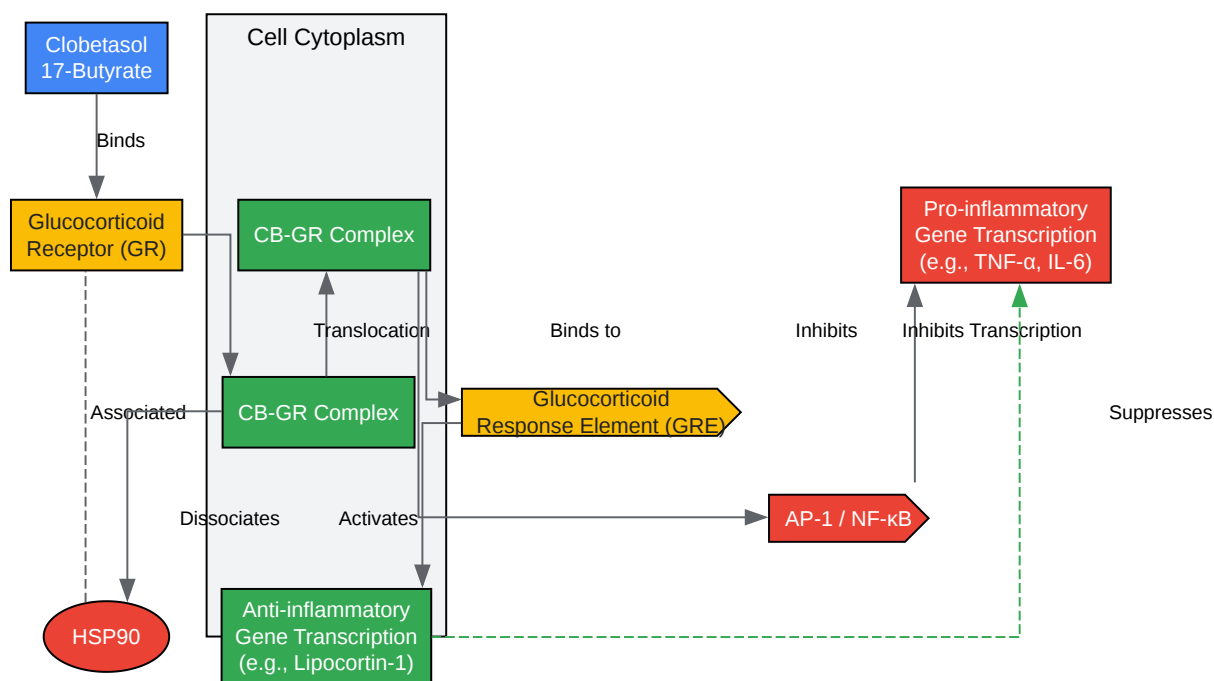 Cell Cytoplasm
Clobetasol
17-Butyrate
Binds
Glucocorticoid
Receptor (GR)
CB-GR Complex
Pro-inflammatory
Gene Transcription
(e.g., TNF-α, IL-6)
Translocation
Binds to
Inhibits
Inhibits Transcription
Associated
CB-GR Complex
Glucocorticoid
Response Element (GRE)
Suppresses
Dissociates
Activates
AP-1 / NF-κB
HSP90
Anti-inflammatory
Gene Transcription
(e.g., Lipocortin-1)